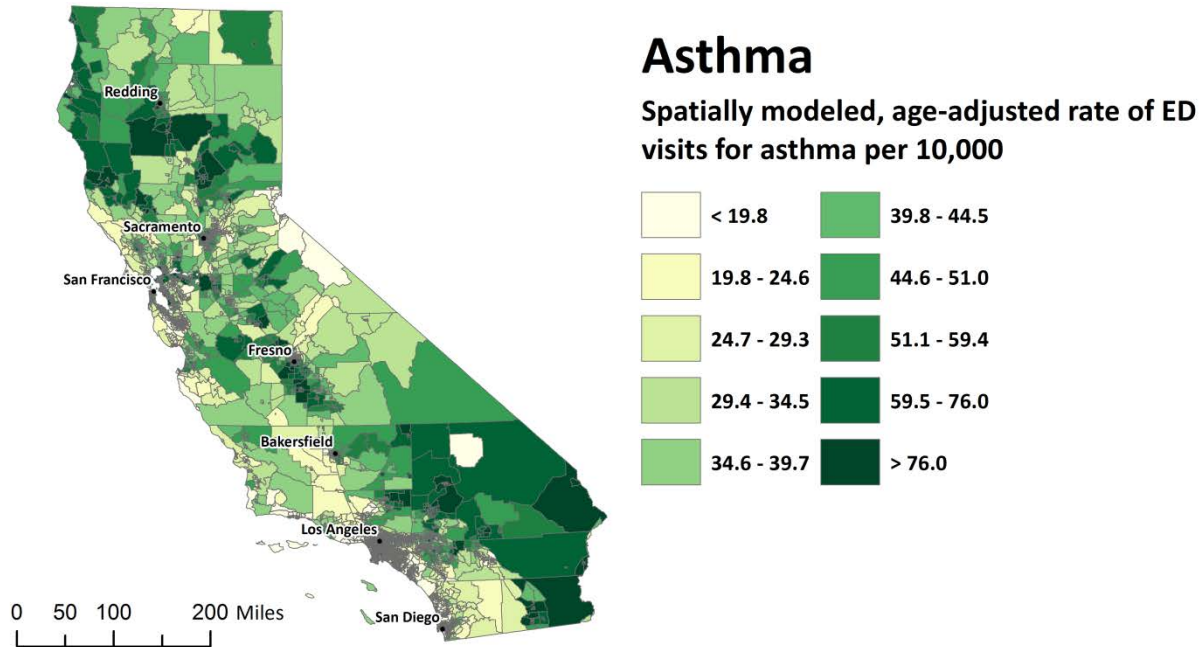 Asthma
Spatially modeled, age-adjusted rate of ED
visits for asthma per 10,000
< 19.8
19.8 - 24.6
24.7 - 29.3
29.4 - 34.5
34.6 - 39.7
39.8 - 44.5
44.6 - 51.0
51.1 - 59.4
59.5 - 76.0
> 76.0
Redding
Sacramento
San Francisco
Fresno
Bakersfield
Los Angeles
San Diego
0 50 100 200 Miles